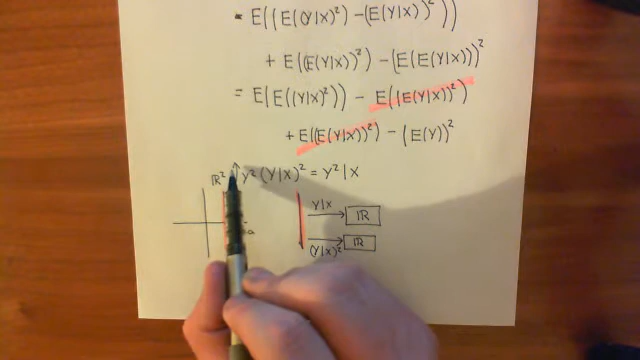 = E((E(Y|X)²) - (E(Y|X))²))
+ E((E(Y|X))²) - (E(E(Y|X)))²
= E(E((Y|X)²)) - E((E(Y|X))²)
+ E((E(Y|X))²) - (E(Y))²
ℝ² Y² (Y|X)² = Y²|X
Y|X ℝ
a (Y|X)² ℝ